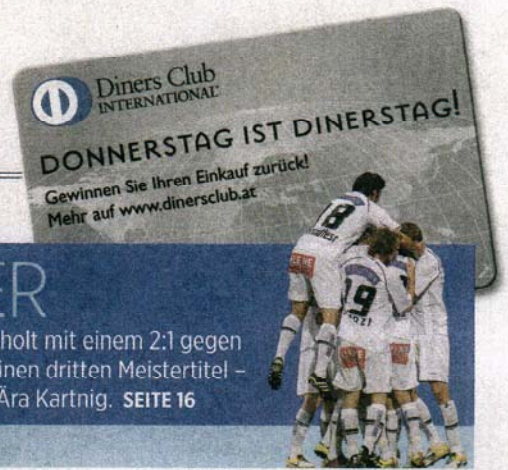 Diners Club
INTERNATIONAL®
DONNERSTAG IST DINERSTAG!
Gewinnen Sie Ihren Einkauf zurück!
Mehr auf www.dinersclub.at
ER
holt mit einem 2:1 gegen
inen dritten Meistertitel –
Ära Kartnig. SEITE 16
18
19